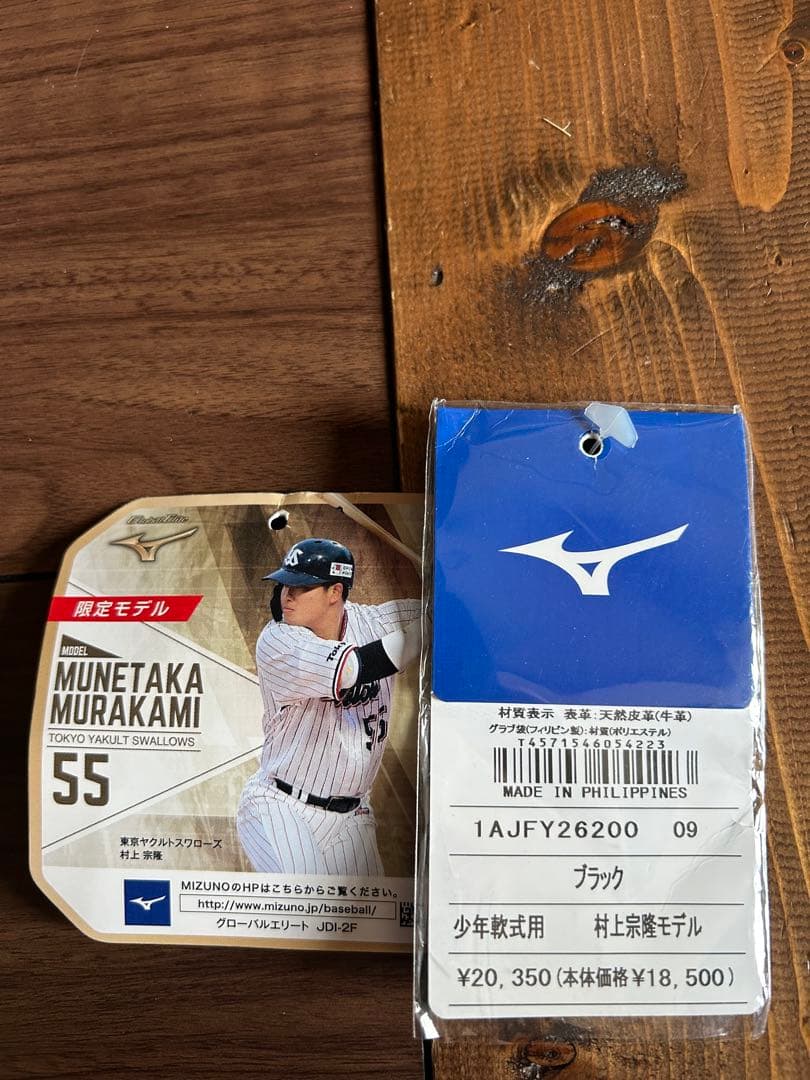 Global Elite
限定モデル
MODEL
MUNETAKA
MURAKAMI
TOKYO YAKULT SWALLOWS
55
東京ヤクルトスワローズ
村上 宗隆
MIZUNOのHPはこちらからご覧ください。
http://www.mizuno.jp/baseball/
グローバルエリート JDI-2F
Tokyo
55
材質表示 表革:天然皮革(牛革)
グラブ袋(フィリピン製):材質(ポリエステル)
T4571546054223
MADE IN PHILIPPINES
1AJFY26200 09
ブラック
少年軟式用 村上宗隆モデル
¥20,350(本体価格¥18,500)